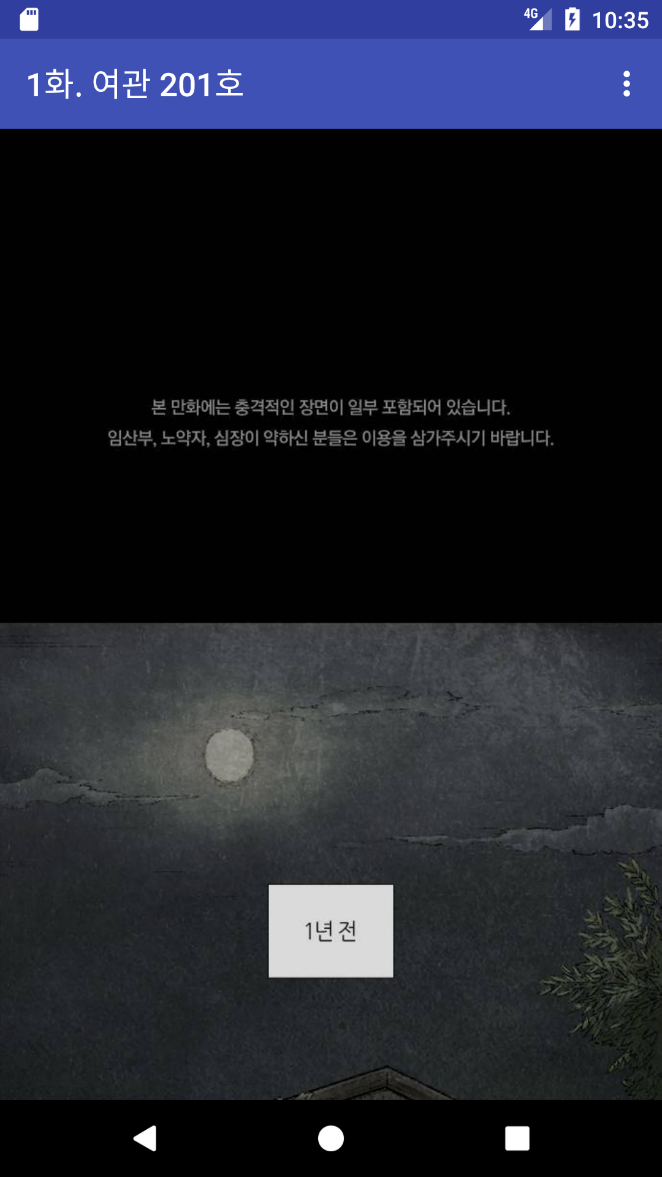 4G 10:35
1화. 여관 201호
본 만화에는 충격적인 장면이 일부 포함되어 있습니다.
임산부, 노약자, 심장이 약하신 분들은 이용을 삼가주시기 바랍니다.
1년 전